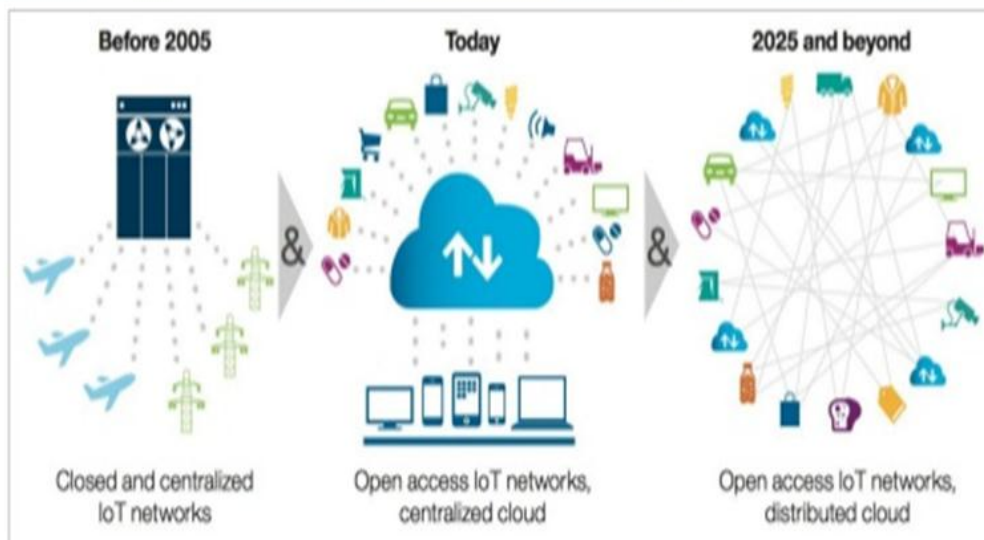 Before 2005
Today
2025 and beyond
&
&
Closed and centralized
IoT networks
Open access IoT networks,
centralized cloud
Open access IoT networks,
distributed cloud